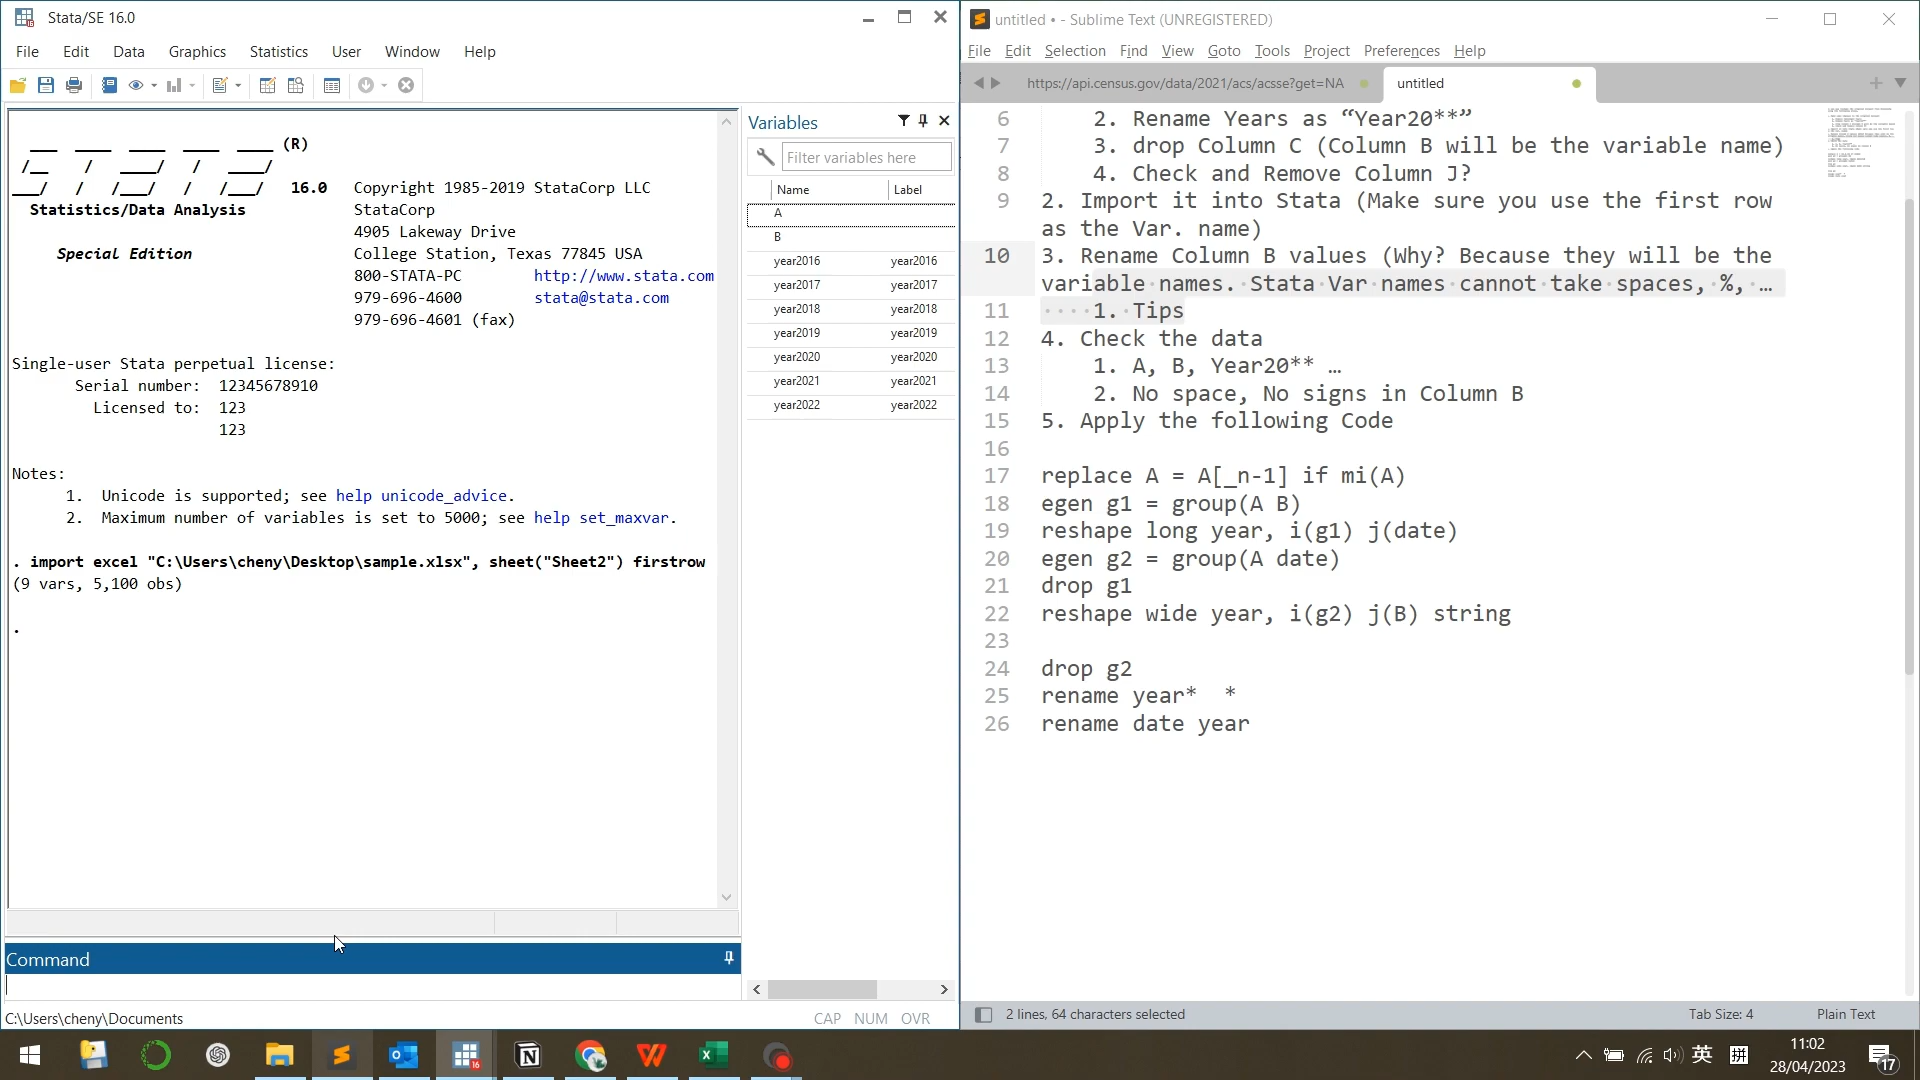 Stata/SE 16.0
File Edit Data Graphics Statistics User Window Help
(R)
16.0 Copyright 1985-2019 StataCorp LLC
Statistics/Data Analysis StataCorp
4905 Lakeway Drive
Special Edition College Station, Texas 77845 USA
800-STATA-PC http://www.stata.com
979-696-4600 stata@stata.com
979-696-4601 (fax)
Single-user Stata perpetual license:
Serial number: 12345678910
Licensed to: 123
123
Notes:
1. Unicode is supported; see help unicode_advice.
2. Maximum number of variables is set to 5000; see help set_maxvar.
. import excel "C:\Users\cheny\Desktop\sample.xlsx", sheet("Sheet2") firstrow
(9 vars, 5,100 obs)
.
Variables
Filter variables here
Name Label
A
B
year2016 year2016
year2017 year2017
year2018 year2018
year2019 year2019
year2020 year2020
year2021 year2021
year2022 year2022
Command
C:\Users\cheny\Documents
CAP NUM OVR
untitled • - Sublime Text (UNREGISTERED)
File Edit Selection Find View Goto Tools Project Preferences Help
https://api.census.gov/data/2021/acs/acsse?get=NA untitled
6 2. Rename Years as “Year20**”
7 3. drop Column C (Column B will be the variable name)
8 4. Check and Remove Column J?
9 2. Import it into Stata (Make sure you use the first row
as the Var. name)
10 3. Rename Column B values (Why? Because they will be the
variable names. Stata Var names cannot take spaces, %, …
11 1. Tips
12 4. Check the data
13 1. A, B, Year20** …
14 2. No space, No signs in Column B
15 5. Apply the following Code
16
17 replace A = A[_n-1] if mi(A)
18 egen g1 = group(A B)
19 reshape long year, i(g1) j(date)
20 egen g2 = group(A date)
21 drop g1
22 reshape wide year, i(g2) j(B) string
23
24 drop g2
25 rename year* *
26 rename date year
2 lines, 64 characters selected
Tab Size: 4 Plain Text
16
英 拼
11:02
28/04/2023
17